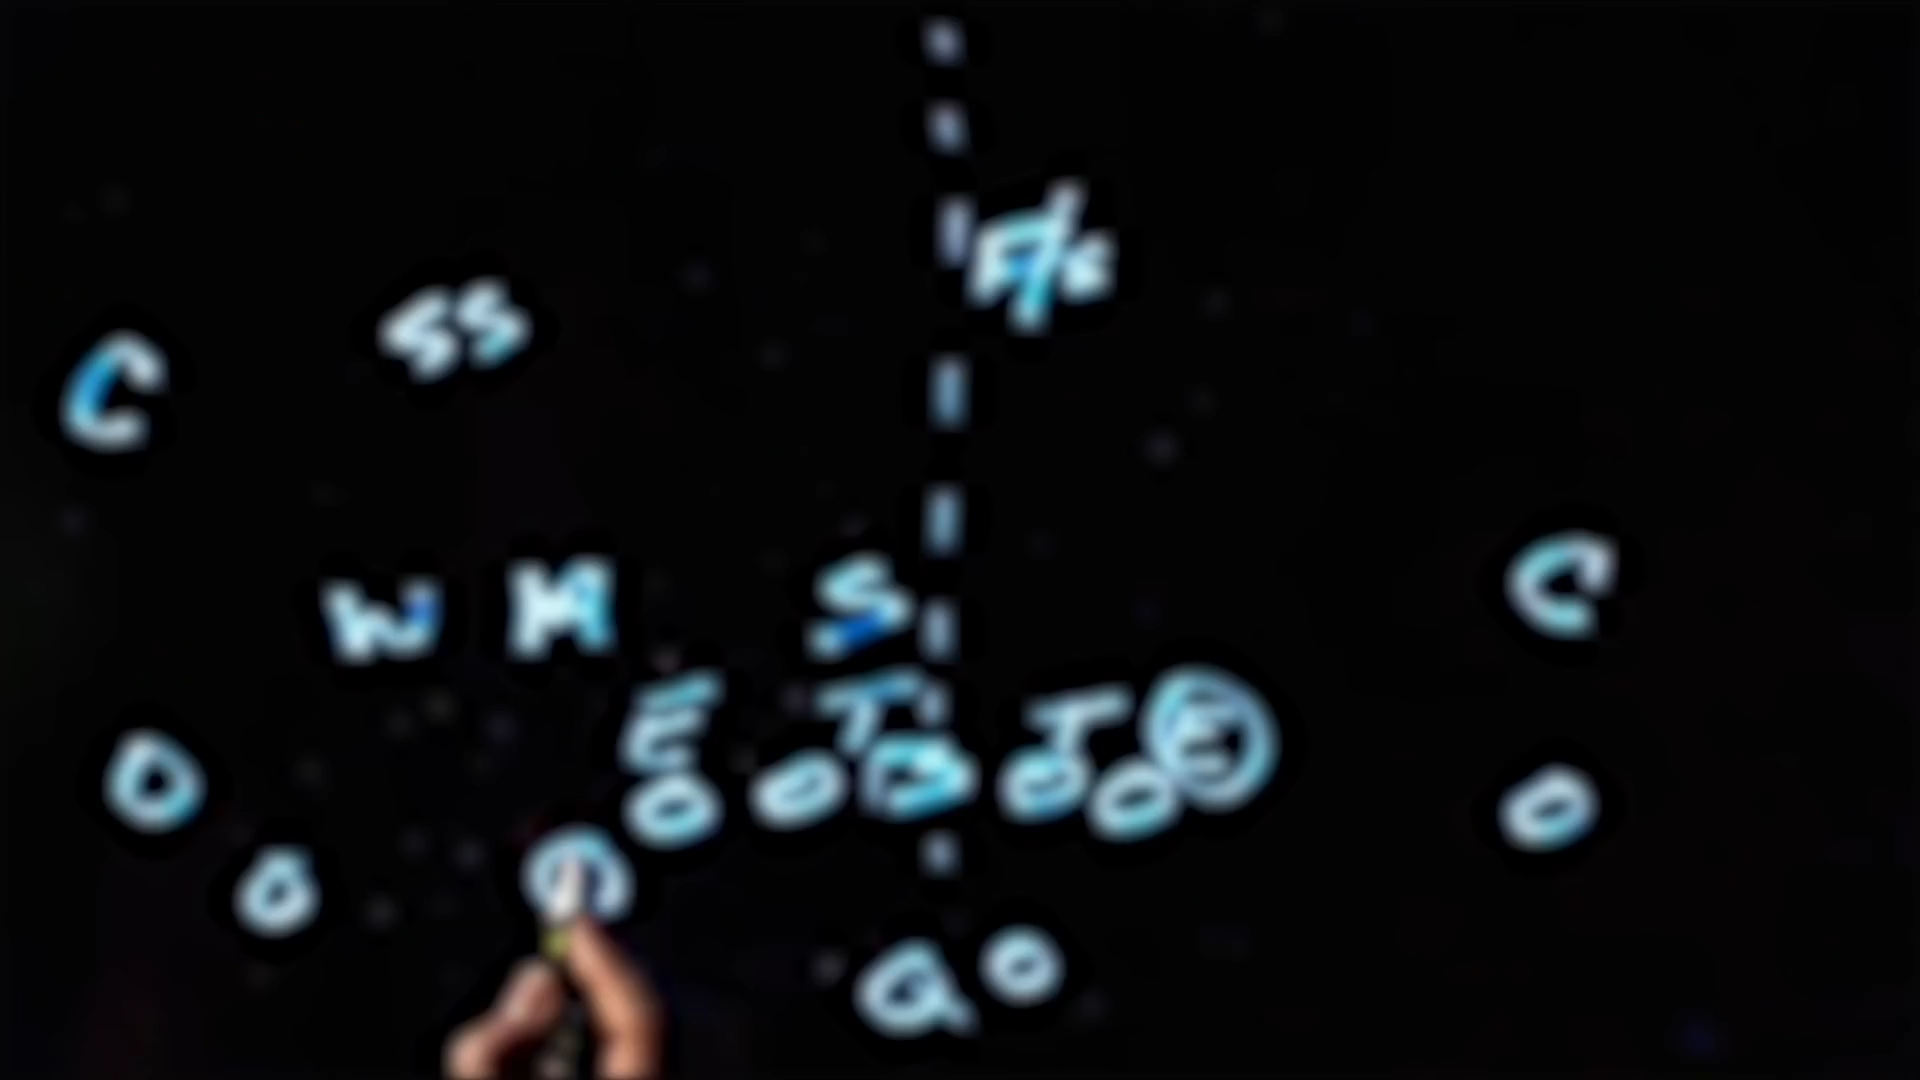 F/S
SS
C
C
W M S
E T T E
O O O O O O
O O
Q O